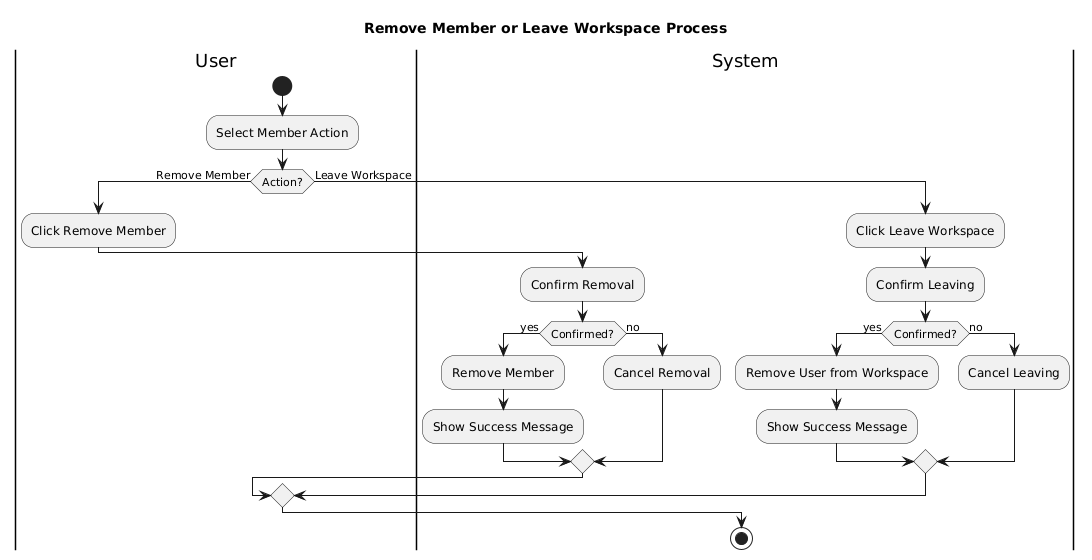 Remove Member or Leave Workspace Process
User
System
Select Member Action
Remove Member
Action?
Leave Workspace
Click Remove Member
Click Leave Workspace
Confirm Removal
Confirm Leaving
yes
Confirmed?
no
yes
Confirmed?
no
Remove Member
Cancel Removal
Remove User from Workspace
Cancel Leaving
Show Success Message
Show Success Message